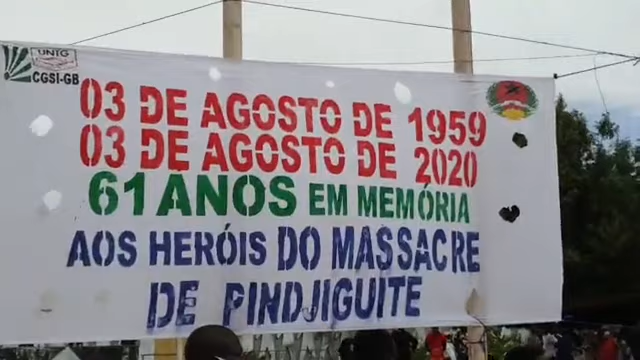 UNTG
CGSI-GB
03 DE AGOSTO DE 1959
03 DE AGOSTO DE 2020
61 ANOS EM MEMÓRIA
AOS HERÓIS DO MASSACRE
DE PINDJIGUITE